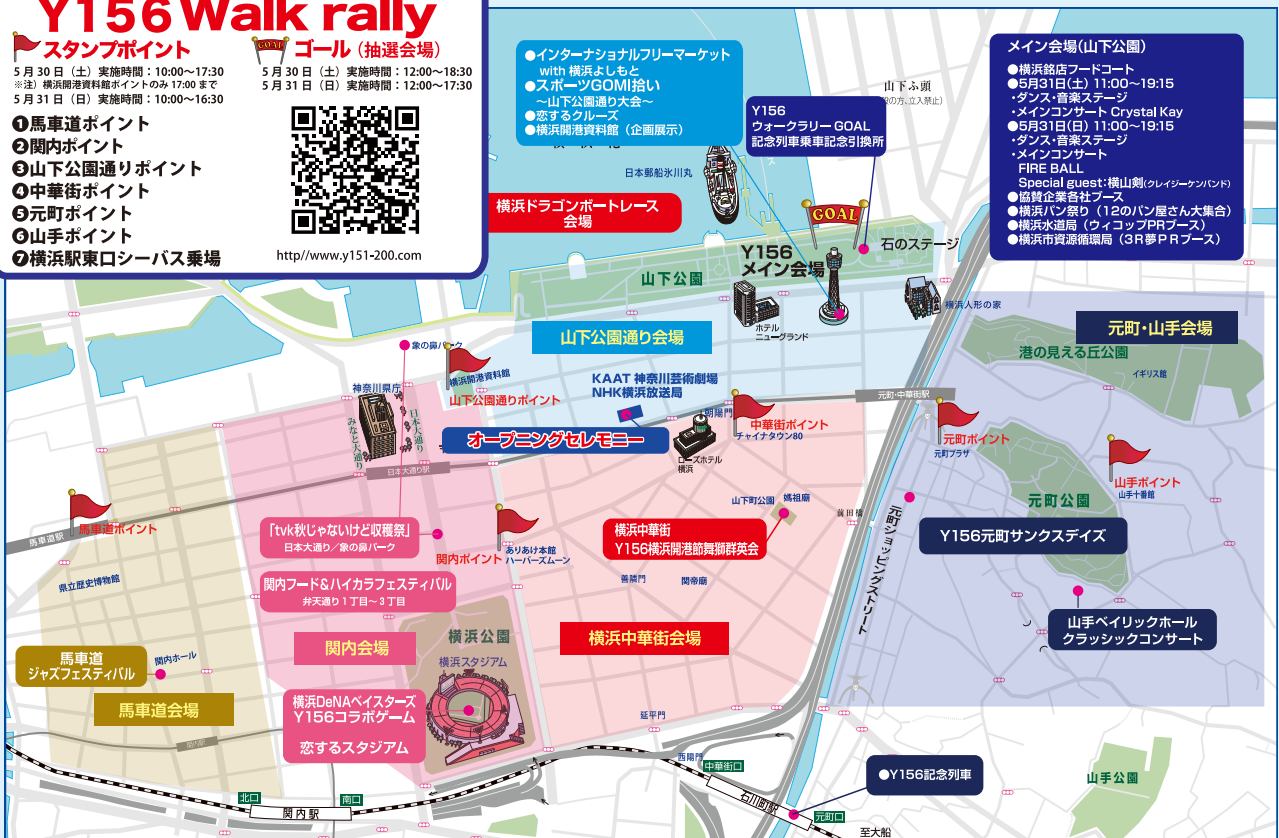 Y156 Walk rally
スタンプポイント
5月30日（土）実施時間：10:00～17:30
※注）横浜開港資料館ポイントのみ 17:00 まで
5月31日（日）実施時間：10:00～16:30
GOAL
ゴール（抽選会場）
5月30日（土）実施時間：12:00～18:30
5月31日（日）実施時間：12:00～17:30
❶馬車道ポイント
❷関内ポイント
❸山下公園通りポイント
❹中華街ポイント
❺元町ポイント
❻山手ポイント
❼横浜駅東口シーバス乗場
http//www.y151-200.com
●インターナショナルフリーマーケット
with 横浜よしもと
●スポーツGOMI拾い
～山下公園通り大会～
●恋するクルーズ
●横浜開港資料館（企画展示）
山下ふ頭
の方、立入禁止）
Y156
ウォークラリー GOAL
記念列車乗車記念引換所
メイン会場(山下公園)
●横浜銘店フードコート
●5月31日(土) 11:00～19:15
・ダンス・音楽ステージ
・メインコンサート Crystal Kay
●5月31日(日) 11:00～19:15
・ダンス・音楽ステージ
・メインコンサート
FIRE BALL
Special guest:横山剣(クレイジーケンバンド)
●協賛企業各社ブース
●横浜パン祭り（12のパン屋さん大集合）
●横浜水道局（ウィコップPRブース）
●横浜市資源循環局（3R夢PRブース）
日本郵船氷川丸
横浜ドラゴンボートレース
会場
GOAL
石のステージ
Y156
メイン会場
山下公園
ホテル
ニューグランド
横浜人形の家
山下公園通り会場
元町・山手会場
港の見える丘公園
イギリス館
象の鼻パーク
横浜開港資料館
山下公園通りポイント
神奈川県庁
日本大通り
みなと大通り
KAAT 神奈川芸術劇場
NHK横浜放送局
オープニングセレモニー
朝陽門
中華街ポイント
チャイナタウン80
ローズホテル
横浜
元町・中華街駅
元町ポイント
元町プラザ
山手ポイント
山手十番館
日本大通り駅
馬車道駅
馬車道ポイント
県立歴史博物館
「tvk秋じゃないけど収穫祭」
日本大通り／象の鼻パーク
関内ポイント
ありあけ本館
ハーバーズムーン
山下町公園
媽祖廟
前田橋
元町公園
横浜中華街
Y156横浜開港節舞獅群英会
Y156元町サンクスデイズ
元町ショッピングストリート
善隣門
関帝廟
関内フード&ハイカラフェスティバル
弁天通り1丁目～3丁目
関内会場
横浜公園
横浜スタジアム
横浜中華街会場
山手ベイリックホール
クラッシックコンサート
馬車道
ジャズフェスティバル
関内ホール
馬車道会場
横浜DeNAベイスターズ
Y156コラボゲーム
恋するスタジアム
延平門
西陽門
中華街口
●Y156記念列車
山手公園
関内駅
北口
南口
関内駅
石川町駅
元町口
至大船